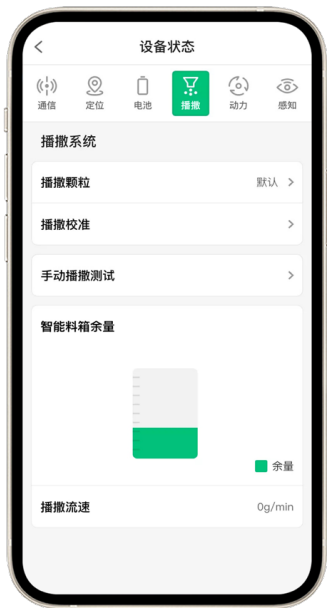 设备状态
通信 定位 电池 播撒 动力 感知
播撒系统
播撒颗粒 默认
播撒校准
手动播撒测试
智能料箱余量
余量
播撒流速 0g/min